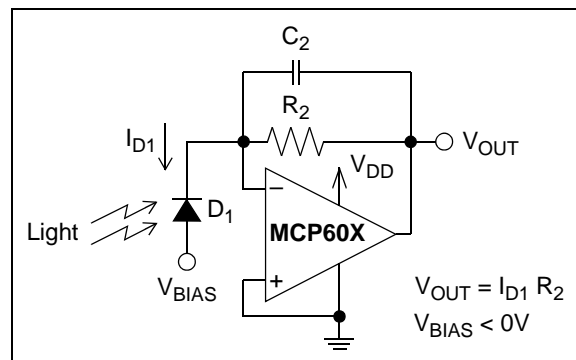 C2
R2
ID1
VOUT
VDD
−
D1
MCP60X
Light
+
VBIAS
VOUT = ID1 R2
VBIAS < 0V